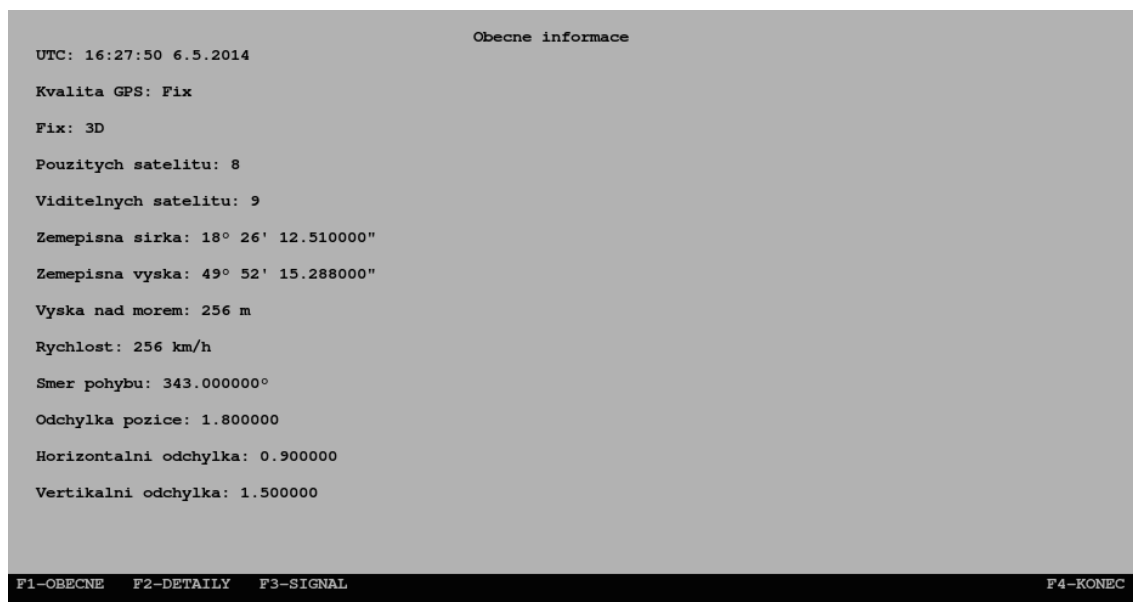 Obecne informace
UTC: 16:27:50 6.5.2014
Kvalita GPS: Fix
Fix: 3D
Pouzitych satelitu: 8
Viditelnych satelitu: 9
Zemepisna sirka: 18° 26' 12.510000"
Zemepisna vyska: 49° 52' 15.288000"
Vyska nad morem: 256 m
Rychlost: 256 km/h
Smer pohybu: 343.000000°
Odchylka pozice: 1.800000
Horizontalni odchylka: 0.900000
Vertikalni odchylka: 1.500000
F1-OBECNE F2-DETAILY F3-SIGNAL F4-KONEC